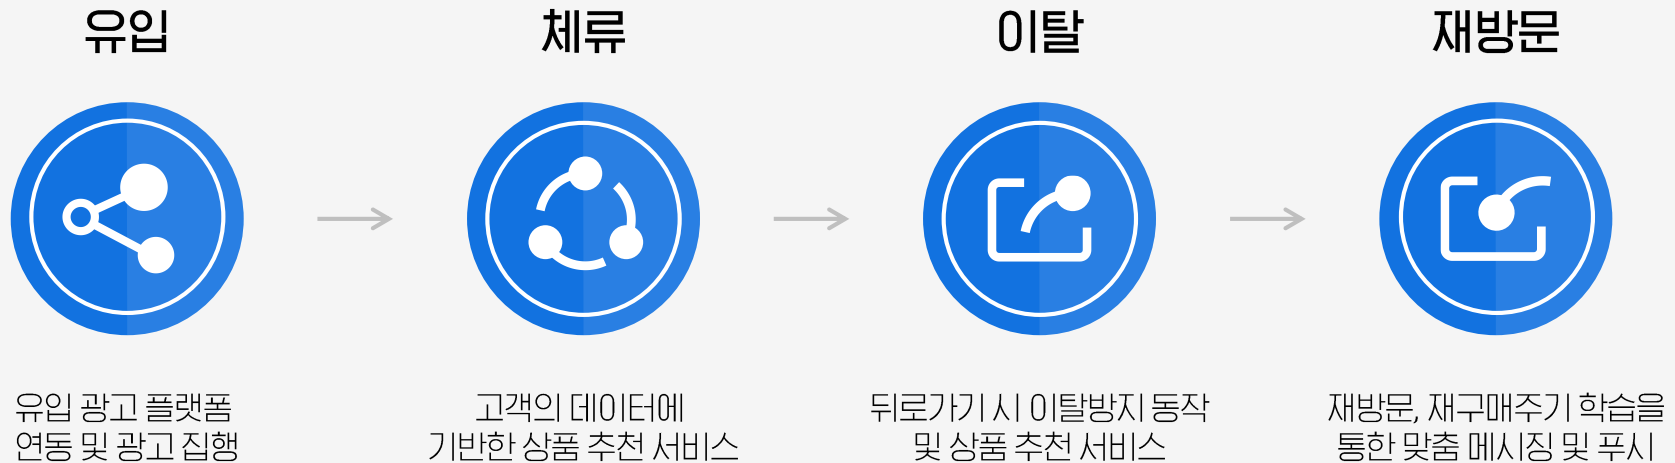 유입
체류
이탈
재방문
유입 광고 플랫폼
연동 및 광고 집행
고객의 데이터에
기반한 상품 추천 서비스
뒤로가기 시 이탈방지 동작
및 상품 추천 서비스
재방문, 재구매주기 학습을
통한 맞춤 메시징 및 푸시